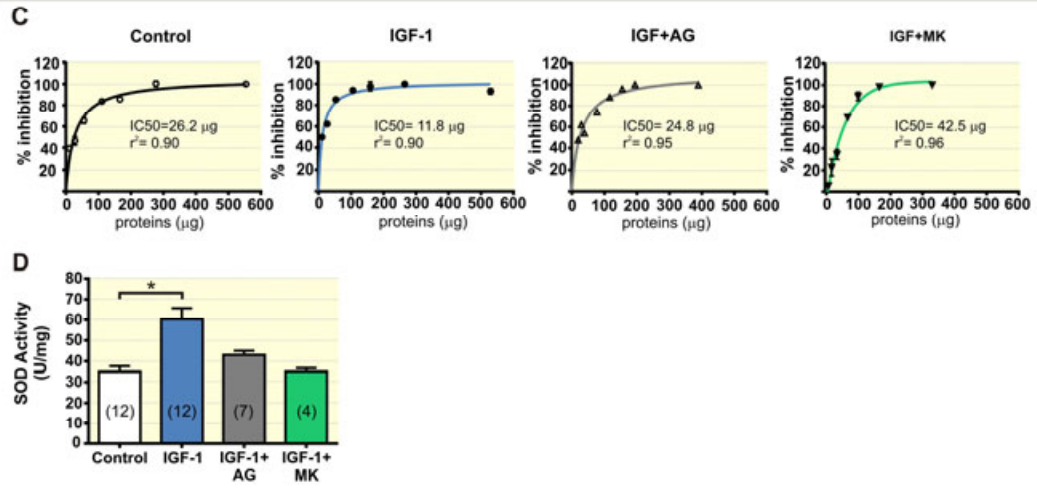 C
Control
% inhibition
120
100
80
60
40
20
IC50=26.2 µg
r²= 0.90
0 100 200 300 400 500 600
proteins (µg)
IGF-1
% inhibition
120
100
80
60
40
20
IC50= 11.8 µg
r²= 0.90
0 100 200 300 400 500 600
proteins (µg)
IGF+AG
% inhibition
120
100
80
60
40
20
IC50= 24.8 µg
r²= 0.95
0 100 200 300 400 500 600
proteins (µg)
IGF+MK
% inhibition
120
100
80
60
40
20
IC50= 42.5 µg
r²= 0.96
0 100 200 300 400 500 600
proteins (µg)
D
SOD Activity
(U/mg)
80
70
60
50
40
30
20
10
0
*
(12) (12) (7) (4)
Control IGF-1 IGF-1+ IGF-1+
AG MK